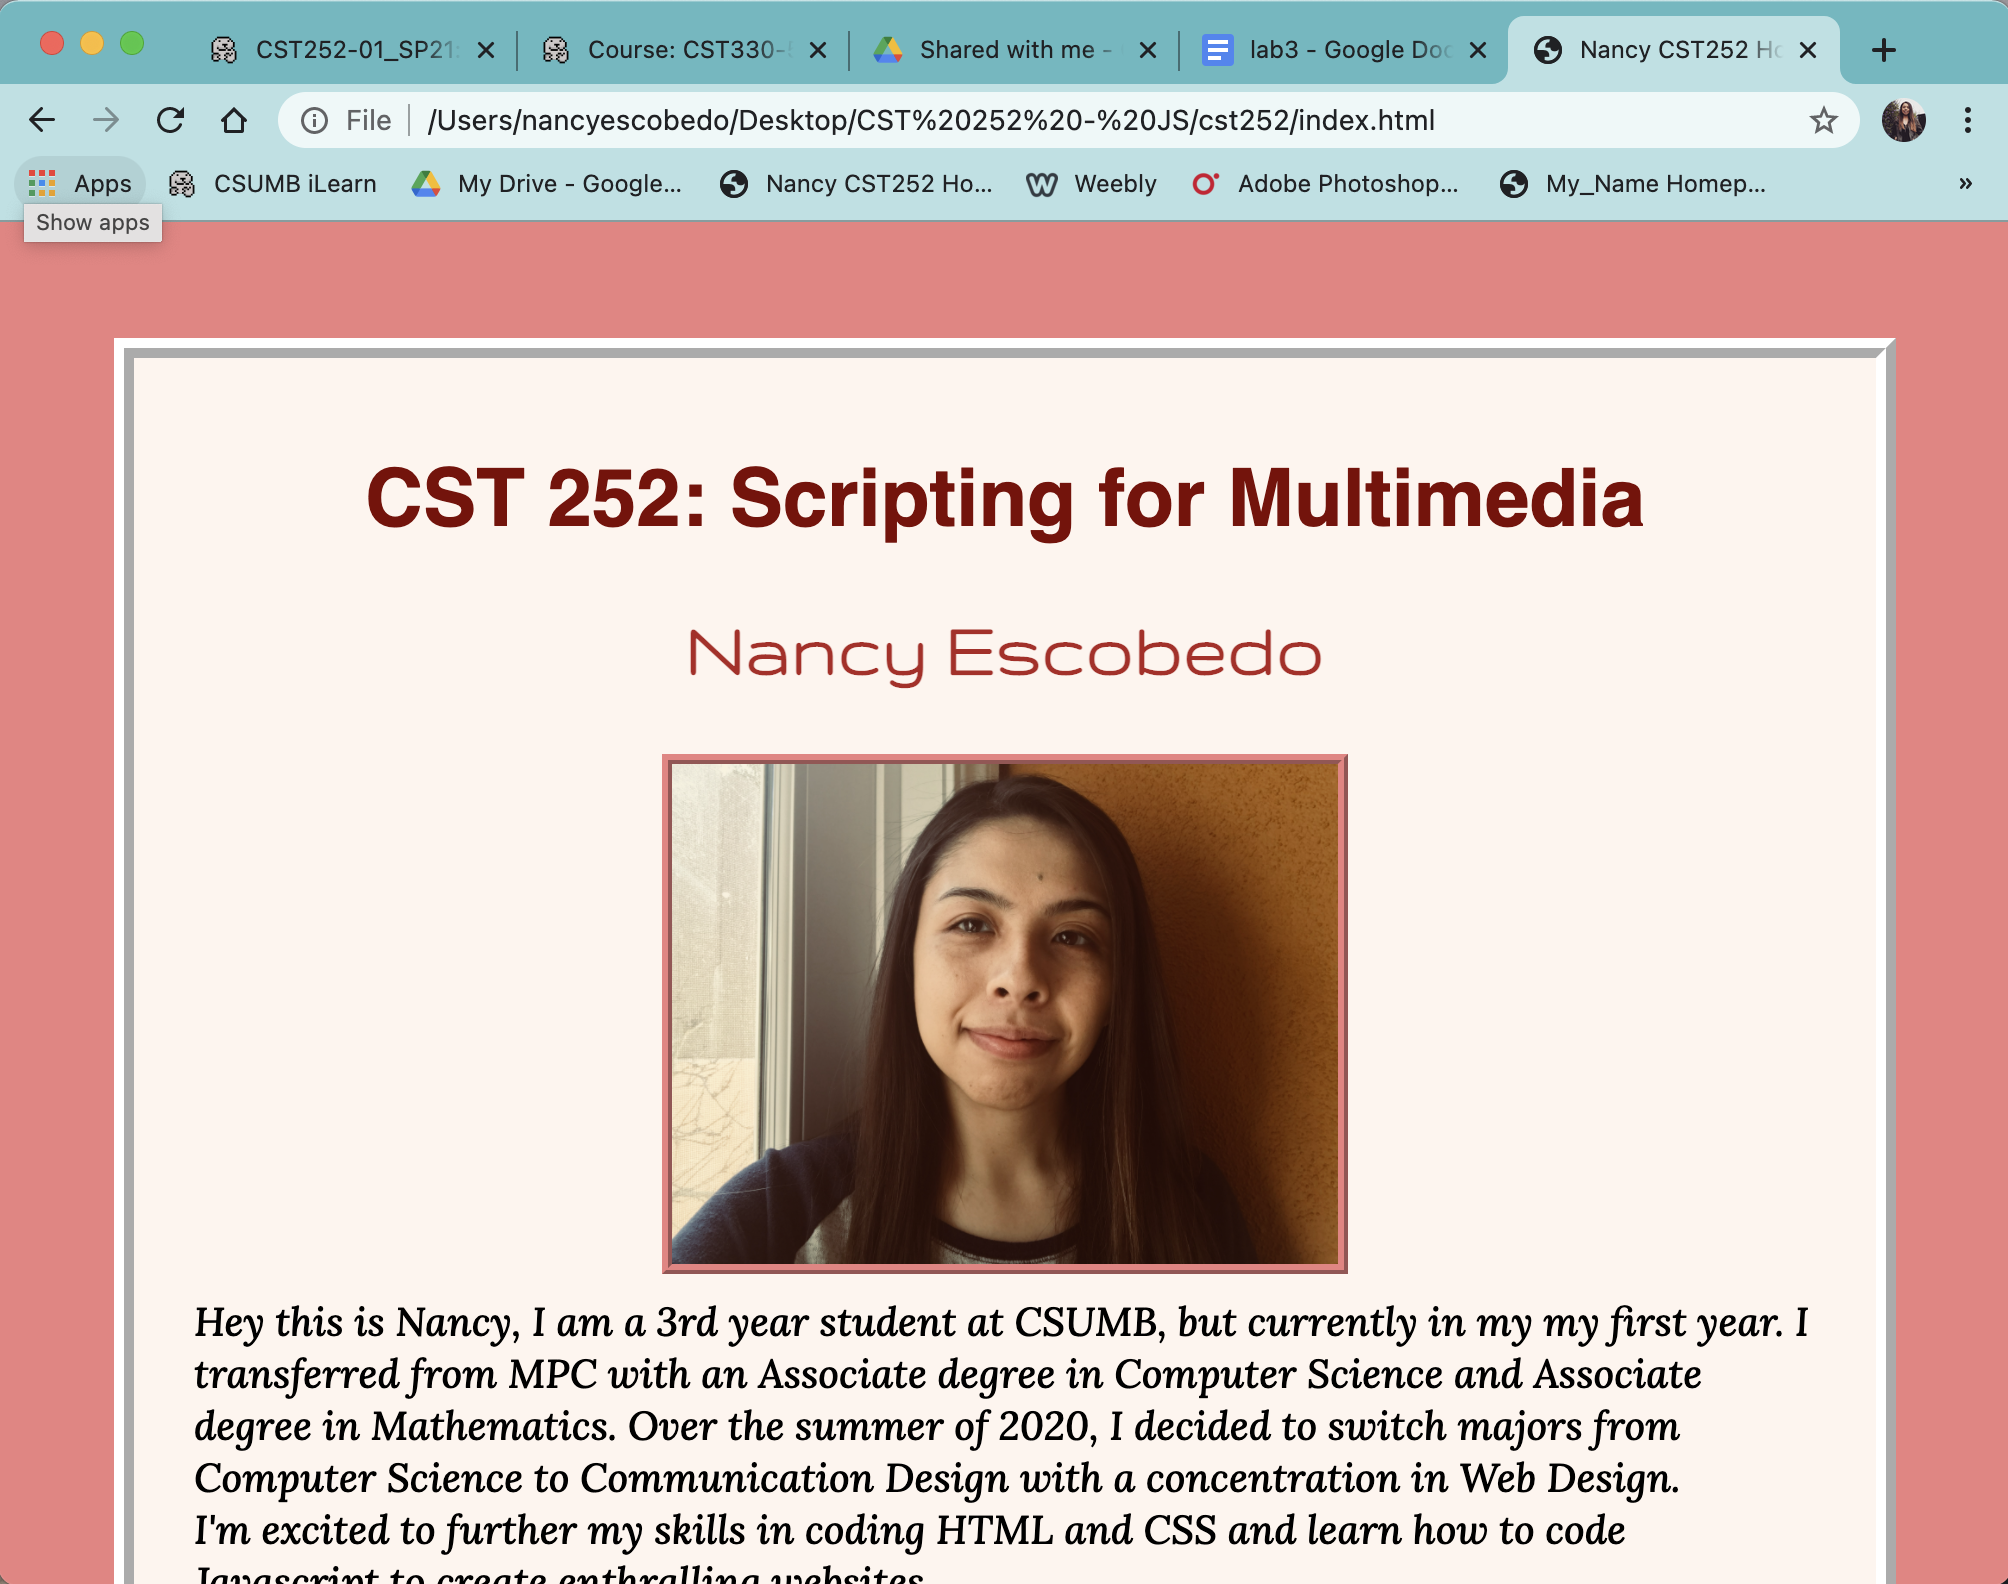 CST252-01_SP21: Course: CST330- Shared with me - lab3 - Google Doc Nancy CST252 Ho
File /Users/nancyescobedo/Desktop/CST%20252%20-%20JS/cst252/index.html
Apps CSUMB iLearn My Drive - Google... Nancy CST252 Ho... Weebly Adobe Photoshop... My_Name Homep... »
Show apps
CST 252: Scripting for Multimedia
Nancy Escobedo
Hey this is Nancy, I am a 3rd year student at CSUMB, but currently in my my first year. I
transferred from MPC with an Associate degree in Computer Science and Associate
degree in Mathematics. Over the summer of 2020, I decided to switch majors from
Computer Science to Communication Design with a concentration in Web Design.
I'm excited to further my skills in coding HTML and CSS and learn how to code
Javascript to create enthralling websites.